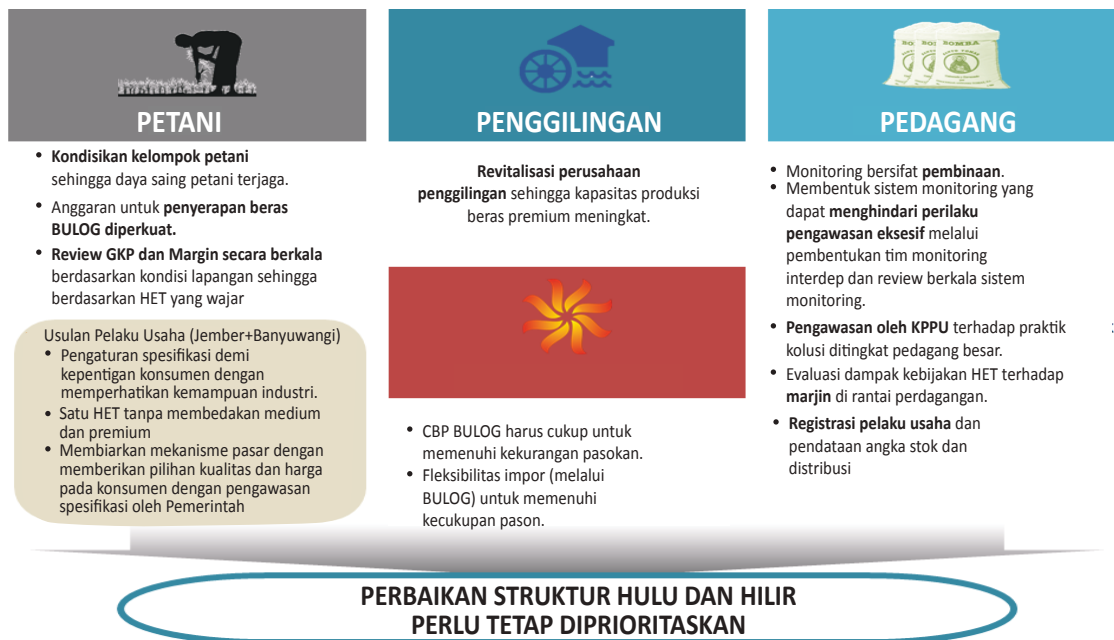 PETANI
• Kondisikan kelompok petani
sehingga daya saing petani terjaga.
• Anggaran untuk penyerapan beras
BULOG diperkuat.
• Review GKP dan Margin secara berkala
berdasarkan kondisi lapangan sehingga
berdasarkan HET yang wajar
Usulan Pelaku Usaha (Jember+Banyuwangi)
• Pengaturan spesifikasi demi
kepentigan konsumen dengan
memperhatikan kemampuan industri.
• Satu HET tanpa membedakan medium
dan premium
• Membiarkan mekanisme pasar dengan
memberikan pilihan kualitas dan harga
pada konsumen dengan pengawasan
spesifikasi oleh Pemerintah
PENGGILINGAN
Revitalisasi perusahaan
penggilingan sehingga kapasitas produksi
beras premium meningkat.
• CBP BULOG harus cukup untuk
memenuhi kekurangan pasokan.
• Fleksibilitas impor (melalui
BULOG) untuk memenuhi
kecukupan pason.
BOMBA
PEDAGANG
• Monitoring bersifat pembinaan.
• Membentuk sistem monitoring yang
dapat menghindari perilaku
pengawasan eksesif melalui
pembentukan tim monitoring
interdep dan review berkala sistem
monitoring.
• Pengawasan oleh KPPU terhadap praktik
kolusi ditingkat pedagang besar.
• Evaluasi dampak kebijakan HET terhadap
marjin di rantai perdagangan.
• Registrasi pelaku usaha dan
pendataan angka stok dan
distribusi
PERBAIKAN STRUKTUR HULU DAN HILIR
PERLU TETAP DIPRIORITASKAN